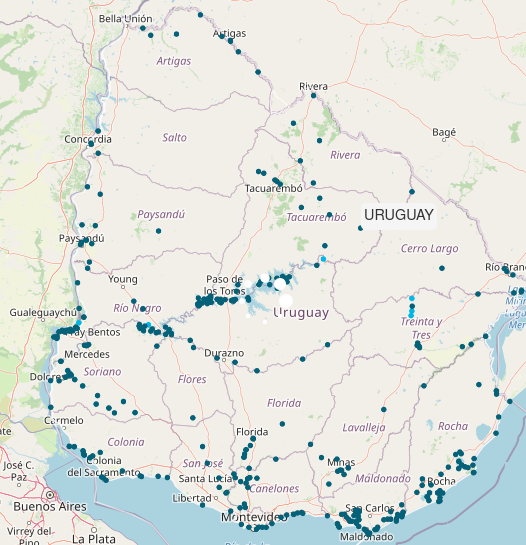 Bella Unión
Artigas
Artigas
Rivera
Concordia
Salto
Bagé
Rivera
Tacuarembó
Paysandú
Tacuarembó
URUGUAY
Paysandú
Cerro Largo
Young
Paso de
los Toros
Río Branco
Gualeguaychú
Río Negro
Uruguay
Fray Bentos
Treinta y
Tres
Mercedes
Durazno
Dolores
Soriano
Flores
Florida
Carmelo
Lavalleja
Rocha
Colonia
Florida
José C.
Paz
Colonia
del Sacramento
San José
Minas
Santa Lucía
Canelones
Maldonado
Rocha
Buenos Aires
Libertad
Montevideo
San Carlos
Virrey del
Pino
La Plata
Maldonado